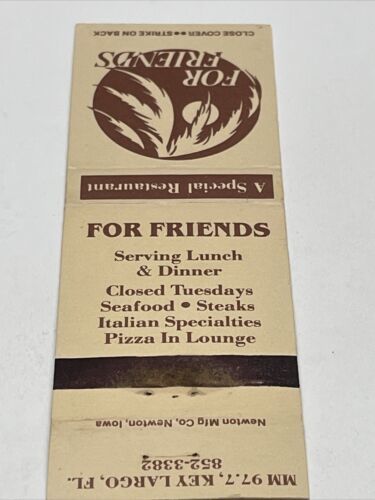 CLOSE COVER●●STRIKE ON BACK
FOR
FRIENDS
A Special Restaurant
FOR FRIENDS
Serving Lunch
& Dinner
Closed Tuesdays
Seafood • Steaks
Italian Specialties
Pizza In Lounge
Newton Mfg Co, Newton, Iowa
852-3382
MM 97.7, KEY LARGO, FL..